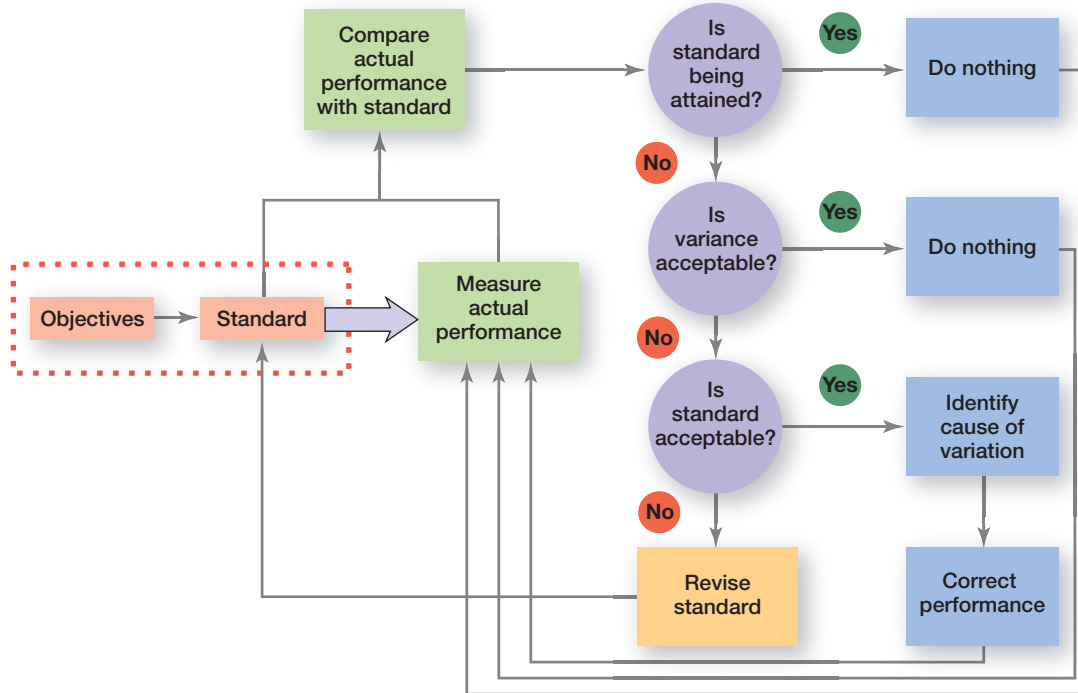 Compare
actual
performance
with standard
Is
standard
being
attained?
Yes
Do nothing
No
Is
variance
acceptable?
Yes
Do nothing
Objectives
Standard
Measure
actual
performance
No
Is
standard
acceptable?
Yes
Identify
cause of
variation
No
Revise
standard
Correct
performance